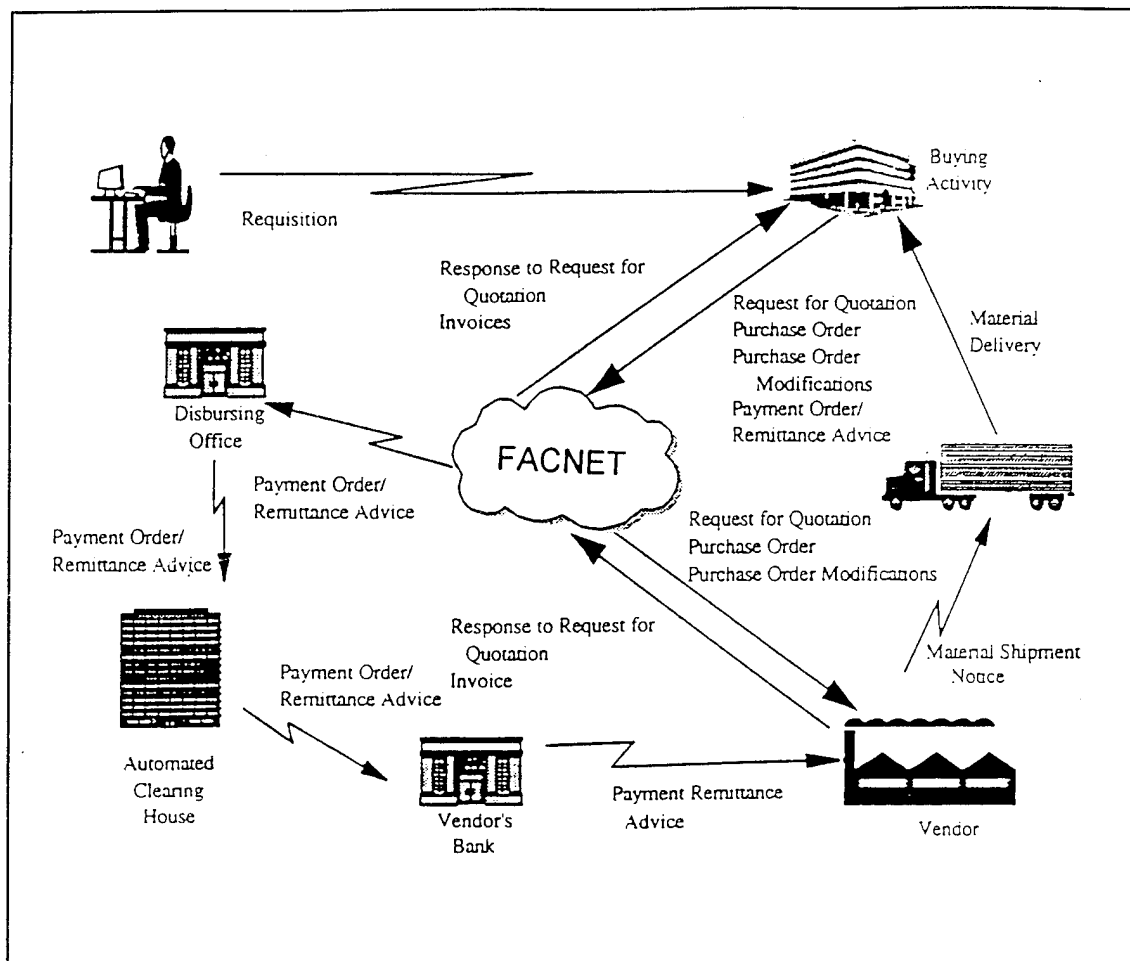 Buying
Activity
Requisition
Response to Request for
Quotation
Invoices
Request for Quotation
Purchase Order
Purchase Order
Modifications
Payment Order/
Remittance Advice
Material
Delivery
Disbursing
Office
FACNET
Payment Order/
Remittance Advice
Payment Order/
Remittance Advice
Request for Quotation
Purchase Order
Purchase Order Modifications
Response to Request for
Quotation
Invoice
Material Shipment
Notice
Payment Order/
Remittance Advice
Automated
Clearing
House
Vendor's
Bank
Payment Remittance
Advice
Vendor